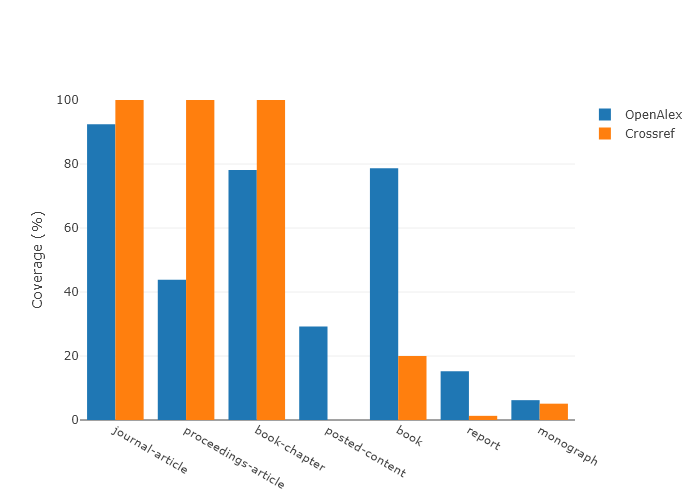 100
80
60
40
20
0
Coverage (%)
journal-article
proceedings-article
book-chapter
posted-content
book
report
monograph
OpenAlex
Crossref